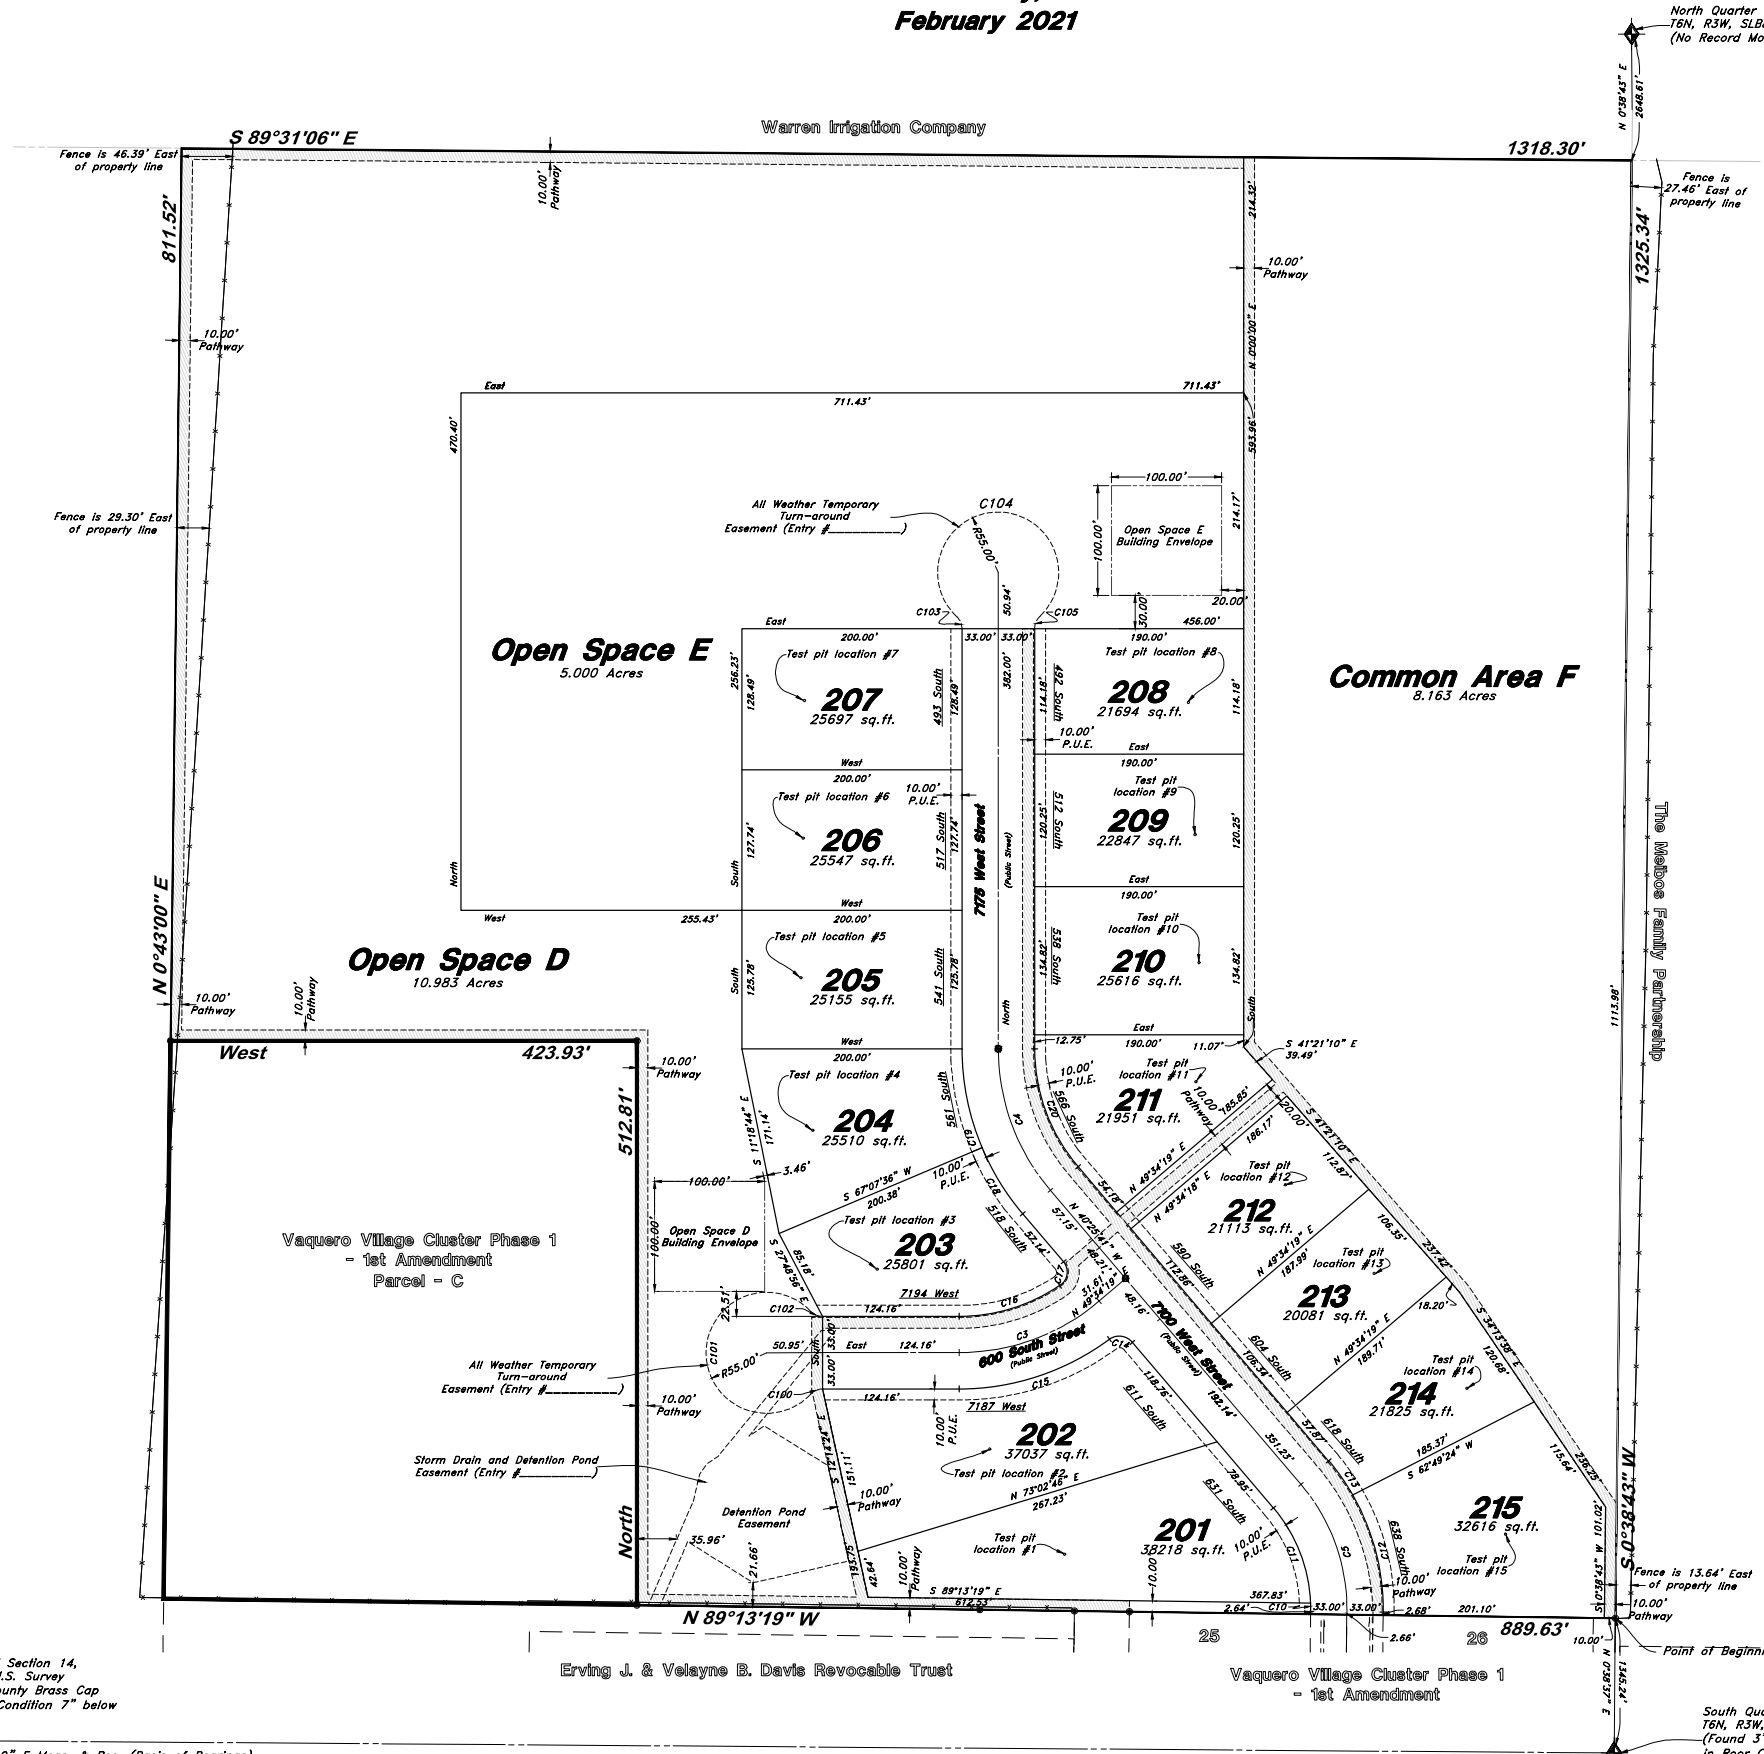 February 2021
North Quarter
T6N, R3W, SLB&
(No Record Mo
N 0°38'43" E
2648.61'
Warren Irrigation Company
S 89°31'06" E
1318.30'
Fence is 46.39' East
of property line
Fence is
27.46' East of
property line
10.00'
Pathway
811.52'
214.32'
1325.34'
10.00'
Pathway
N 0°00'00" E
10.00'
Pathway
East
711.43'
711.43'
470.40'
593.96'
Fence is 29.30' East
of property line
All Weather Temporary
Turn-around
Easement (Entry #__________)
C104
R55.00'
100.00'
100.00'
Open Space E
Building Envelope
214.17'
20.00'
30.00'
50.94'
C103
C105
East
200.00'
33.00'
33.00'
190.00'
456.00'
Open Space E
5.000 Acres
Common Area F
8.163 Acres
256.23'
128.49'
Test pit location #7
207
25697 sq.ft.
493 South
128.49'
382.00'
492 South
114.18'
Test pit location #8
208
21694 sq.ft.
114.18'
10.00'
P.U.E.
West
200.00'
East
190.00'
Test pit location #6
206
25547 sq.ft.
127.74'
South
10.00'
P.U.E.
517 South
127.74'
7175 West Street
(Public Street)
512 South
120.25'
Test pit
location #9
209
22847 sq.ft.
120.25'
The Meibos Family Partnership
East
190.00'
North
West
255.43'
West
200.00'
N 0°43'00" E
Open Space D
10.983 Acres
Test pit location #5
205
25155 sq.ft.
South
125.78'
541 South
125.78'
North
538 South
134.82'
Test pit
location #10
210
25616 sq.ft.
134.82'
South
1113.98'
10.00'
Pathway
10.00'
Pathway
West
423.93'
West
200.00'
12.75'
East
190.00'
11.07'
S 41°21'10" E
39.49'
10.00'
Pathway
512.81'
Test pit location #4
204
25510 sq.ft.
S 11°18'44" E
171.14'
561 South
C19
C4
C20
10.00'
P.U.E.
566 South
Test pit
location #11
211
21951 sq.ft.
10.00'
Pathway
185.85'
N 49°34'19" E
20.00'
186.17'
N 49°34'18" E
S 41°21'10" E
112.87'
3.46'
100.00'
S 67°07'36" W
200.38'
10.00'
P.U.E.
C18
54.18'
57.15'
N 40°25'41" W
Test pit
location #12
212
21113 sq.ft.
Open Space D
Building Envelope
100.00'
Test pit location #3
203
25801 sq.ft.
518 South
52.14'
48.21'
C17
590 South
112.86'
N 49°34'19" E
187.99'
106.35'
237.42'
Test pit
location #13
213
20081 sq.ft.
Vaquero Village Cluster Phase 1
- 1st Amendment
Parcel - C
S 27°48'56" E
85.18'
22.51'
C102
7194 West
124.16'
C16
31.61'
N 49°34'19" E
48.16'
18.20'
South
33.00'
33.00'
50.95'
East
124.16'
C3
600 South Street
(Public Street)
C14
7100 West Street
(Public Street)
604 South
106.34'
N 49°34'19" E
189.71'
S 34°13'38" E
120.68'
C101
R55.00'
All Weather Temporary
Turn-around
Easement (Entry #__________)
C100
124.16'
C15
7187 West
118.76'
192.14'
611 South
Test pit
location #14
214
21825 sq.ft.
10.00'
Pathway
10.00'
P.U.E.
202
37037 sq.ft.
Test pit location #2
351.23'
57.87'
618 South
185.37'
S 62°49'24" W
Storm Drain and Detention Pond
Easement (Entry #__________)
S 12°14'24" E
151.11'
N 73°02'46" E
267.23'
78.95'
631 South
C13
115.64'
236.25'
10.00'
Pathway
Detention Pond
Easement
201
38218 sq.ft.
Test pit
location #1
10.00'
P.U.E.
C11
C5
C12
638 South
215
32616 sq.ft.
Test pit
location #15
S 0°38'43" W 101.02'
S 0°38'43" W
North
35.96'
21.66'
193.75'
42.64'
10.00'
Pathway
10.00'
10.00'
Pathway
Fence is 13.64' East
of property line
10.00'
Pathway
S 89°13'19" E
612.53'
367.83'
N 89°13'19" W
2.64'
C10
33.00'
33.00'
2.68'
201.10'
2.66'
889.63'
10.00'
25
26
Point of Beginni
N 0°38'37" E
1345.24'
Erving J. & Velayne B. Davis Revocable Trust
Vaquero Village Cluster Phase 1
- 1st Amendment
Section 14,
.S. Survey
ounty Brass Cap
Condition 7" below
South Qua
T6N, R3W,
(Found 3"